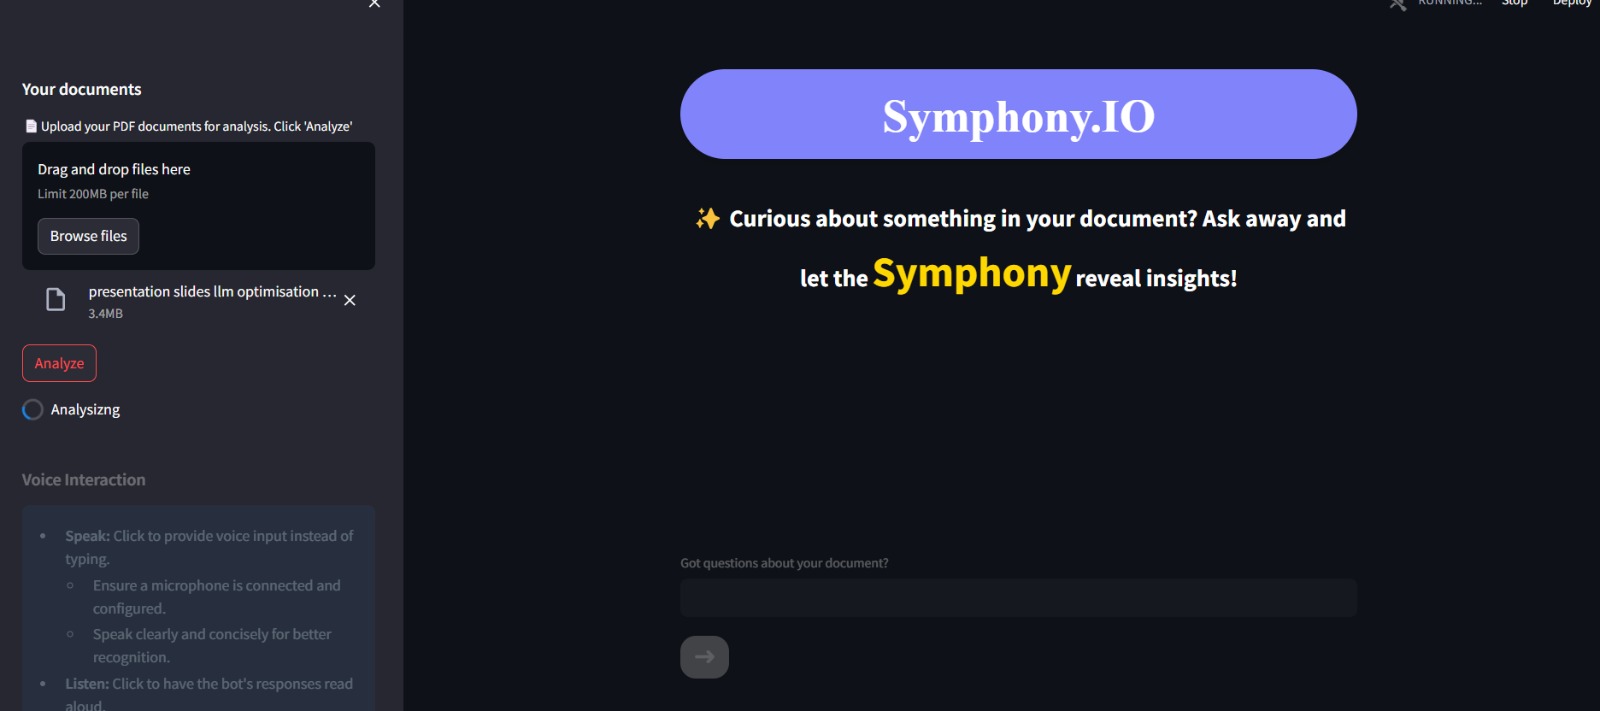 RUNNING... Stop Deploy
Your documents
📄 Upload your PDF documents for analysis. Click 'Analyze'
Drag and drop files here
Limit 200MB per file
Browse files
presentation slides llm optimisation ...
3.4MB
Analyze
Analysizng
Voice Interaction
• Speak: Click to provide voice input instead of
typing.
◦ Ensure a microphone is connected and
configured.
◦ Speak clearly and concisely for better
recognition.
• Listen: Click to have the bot's responses read
aloud.
Symphony.IO
✨ Curious about something in your document? Ask away and
let the Symphony reveal insights!
Got questions about your document?